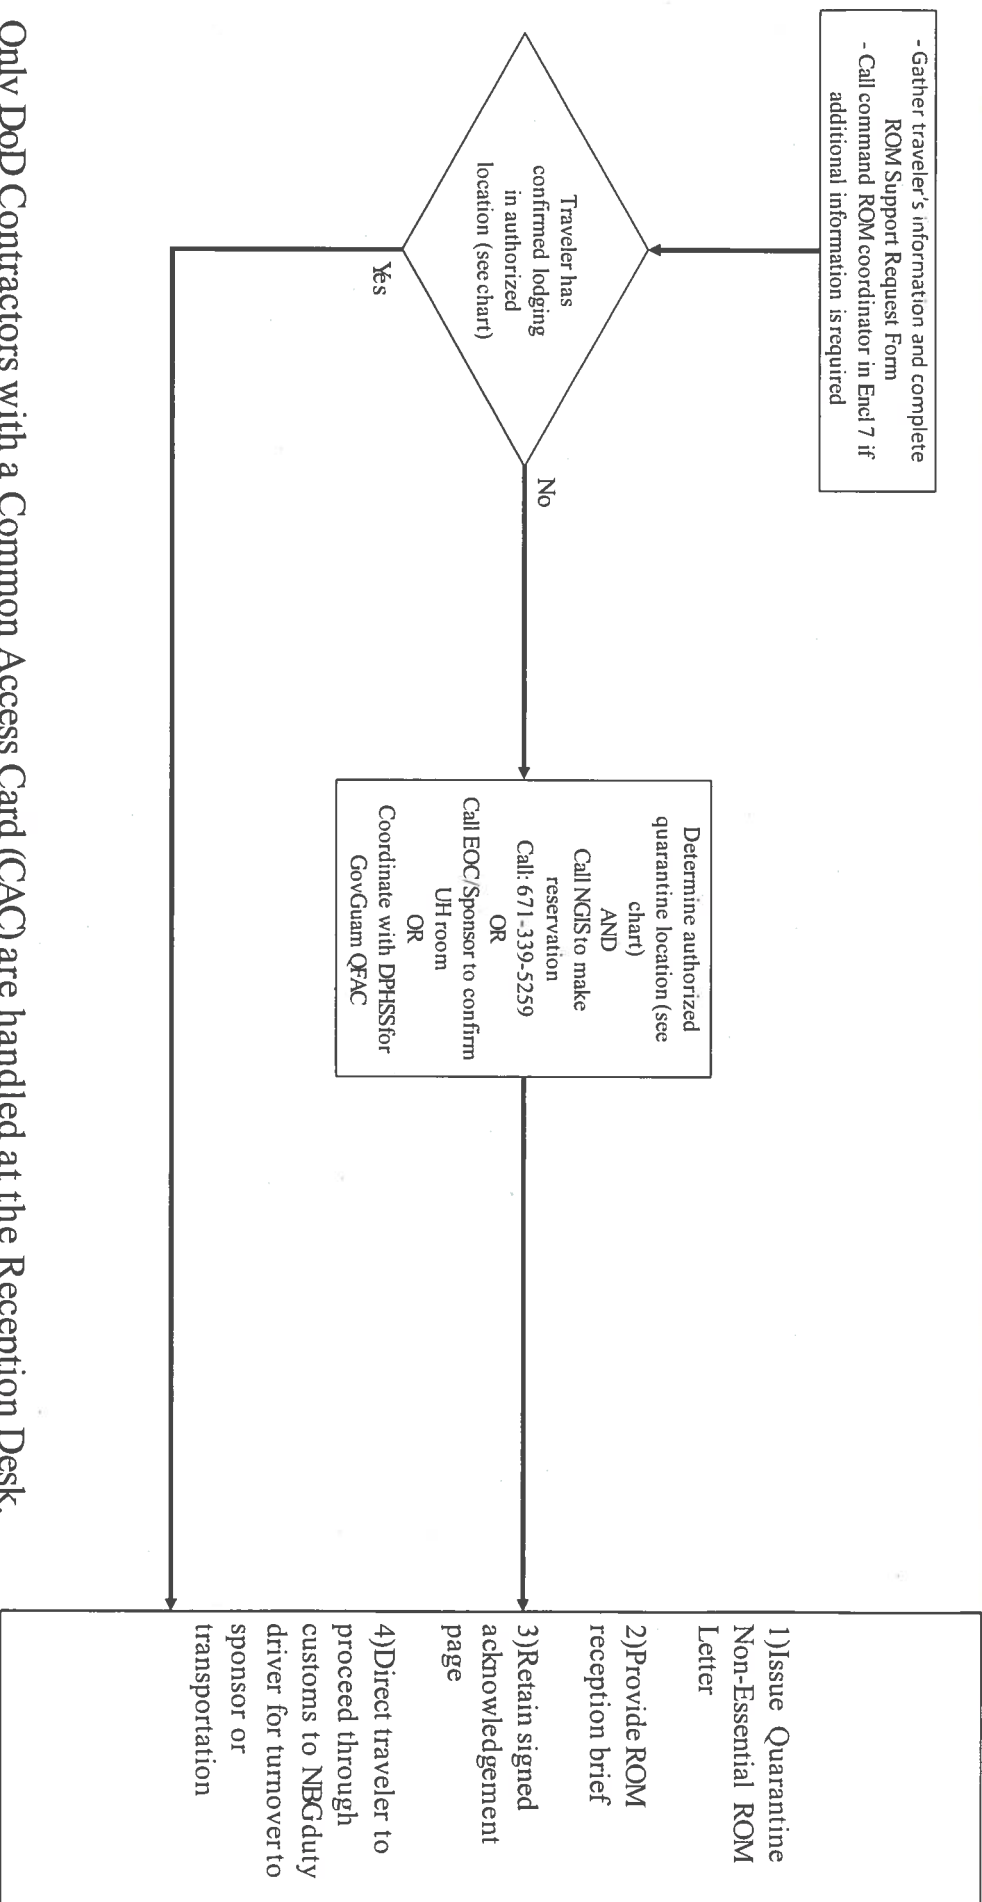 - Gather traveler's information and complete
ROM Support Request Form
- Call command ROM coordinator in Encl 7 if
additional information is required
Traveler has
confirmed lodging
in authorized
location (see chart)
No
Yes
Determine authorized
quarantine location (see
chart)
AND
Call NGIS to make
reservation
Call: 671-339-5259
OR
Call EOC/Sponsor to confirm
UH room
OR
Coordinate with DPHSS for
GovGuam QFAC
1)Issue Quarantine
Non-Essential ROM
Letter
2)Provide ROM
reception brief
3)Retain signed
acknowledgement
page
4)Direct traveler to
proceed through
customs to NBG duty
driver for turnover to
sponsor or
transportation
Only DoD Contractors with a Common Access Card (CAC) are handled at the Reception Desk.